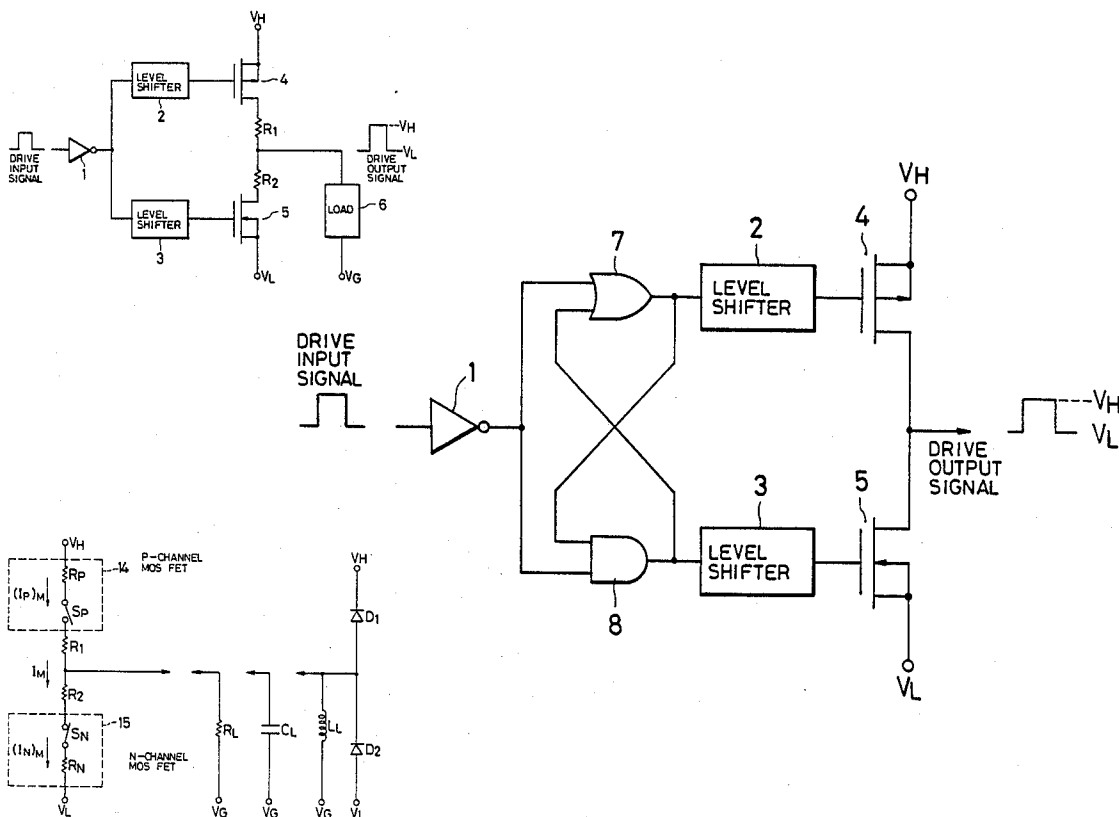 VH
LEVEL
SHIFTER
2
4
R1
DRIVE
INPUT
SIGNAL
1
VH
VL
DRIVE
OUTPUT
SIGNAL
R2
LEVEL
SHIFTER
3
5
LOAD
6
VL
VG
VH
4
7
2
LEVEL
SHIFTER
DRIVE
INPUT
SIGNAL
1
VH
VL
DRIVE
OUTPUT
SIGNAL
3
LEVEL
SHIFTER
5
8
VL
VH
14
P-CHANNEL
MOS FET
RP
(IP)M
SP
R1
IM
R2
15
SN
(IN)M
RN
N-CHANNEL
MOS FET
VL
RL
VG
CL
VG
LL
VG
VH
D1
D2
VL